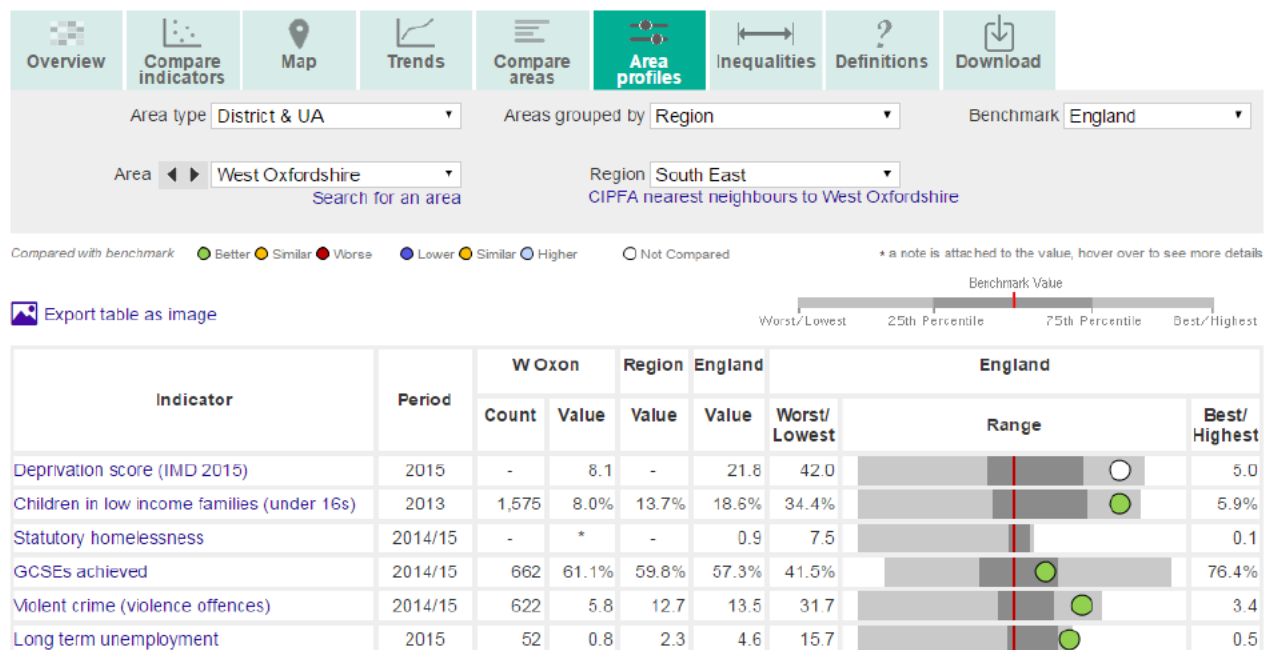 Overview Compare indicators Map Trends Compare areas Area profiles Inequalities Definitions Download
Area type District & UA Areas grouped by Region Benchmark England
Area West Oxfordshire Region South East
Search for an area CIPFA nearest neighbours to West Oxfordshire
Compared with benchmark Better Similar Worse Lower Similar Higher Not Compared * a note is attached to the value, hover over to see more details
Benchmark Value
Export table as image
Worst/Lowest 25th Percentile 75th Percentile Best/Highest
Indicator Period W Oxon Region England England
Count Value Value Value Worst/ Lowest Range Best/ Highest
Deprivation score (IMD 2015) 2015 - 8.1 - 21.8 42.0 5.0
Children in low income families (under 16s) 2013 1,575 8.0% 13.7% 18.6% 34.4% 5.9%
Statutory homelessness 2014/15 - * - 0.9 7.5 0.1
GCSEs achieved 2014/15 662 61.1% 59.8% 57.3% 41.5% 76.4%
Violent crime (violence offences) 2014/15 622 5.8 12.7 13.5 31.7 3.4
Long term unemployment 2015 52 0.8 2.3 4.6 15.7 0.5